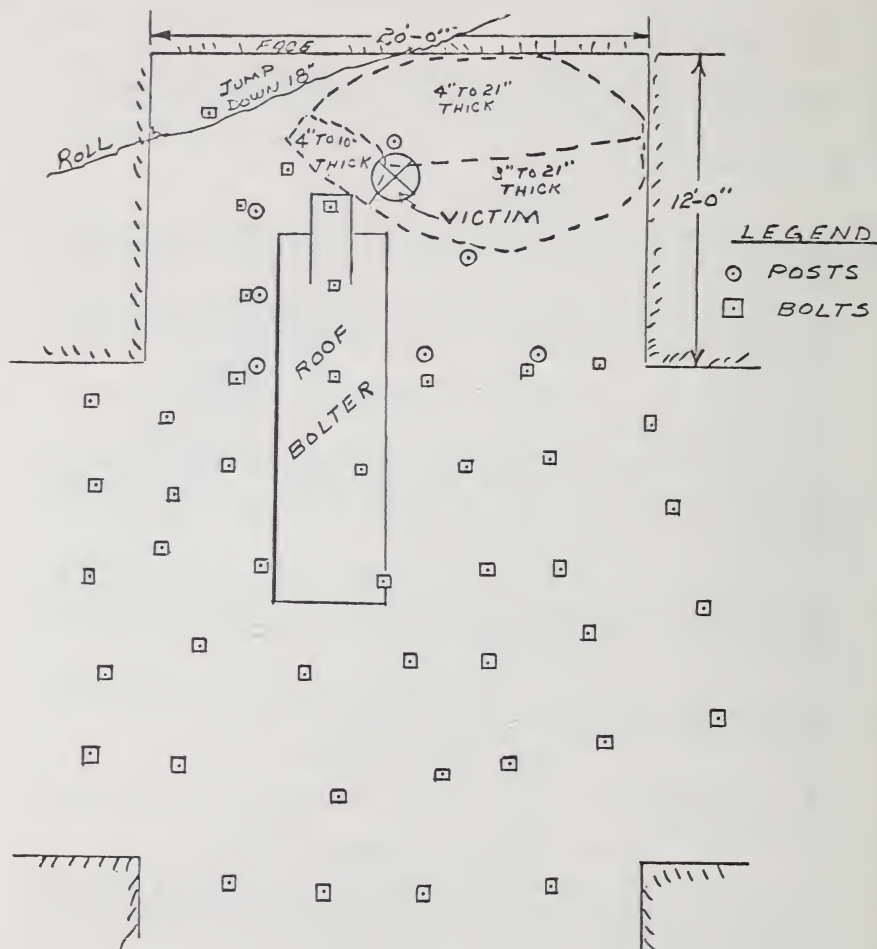 20'-0"
FACE
JUMP
DOWN 18"
ROLL
4" TO 21"
THICK
4" TO 10"
THICK
3" TO 21"
THICK
VICTIM
12'-0"
LEGEND
POSTS
BOLTS
ROOF
BOLTER